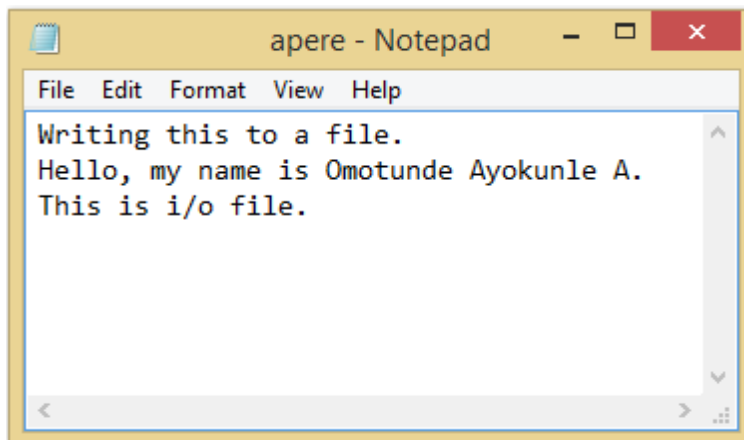 apere - Notepad
File Edit Format View Help
Writing this to a file.
Hello, my name is Omotunde Ayokunle A.
This is i/o file.